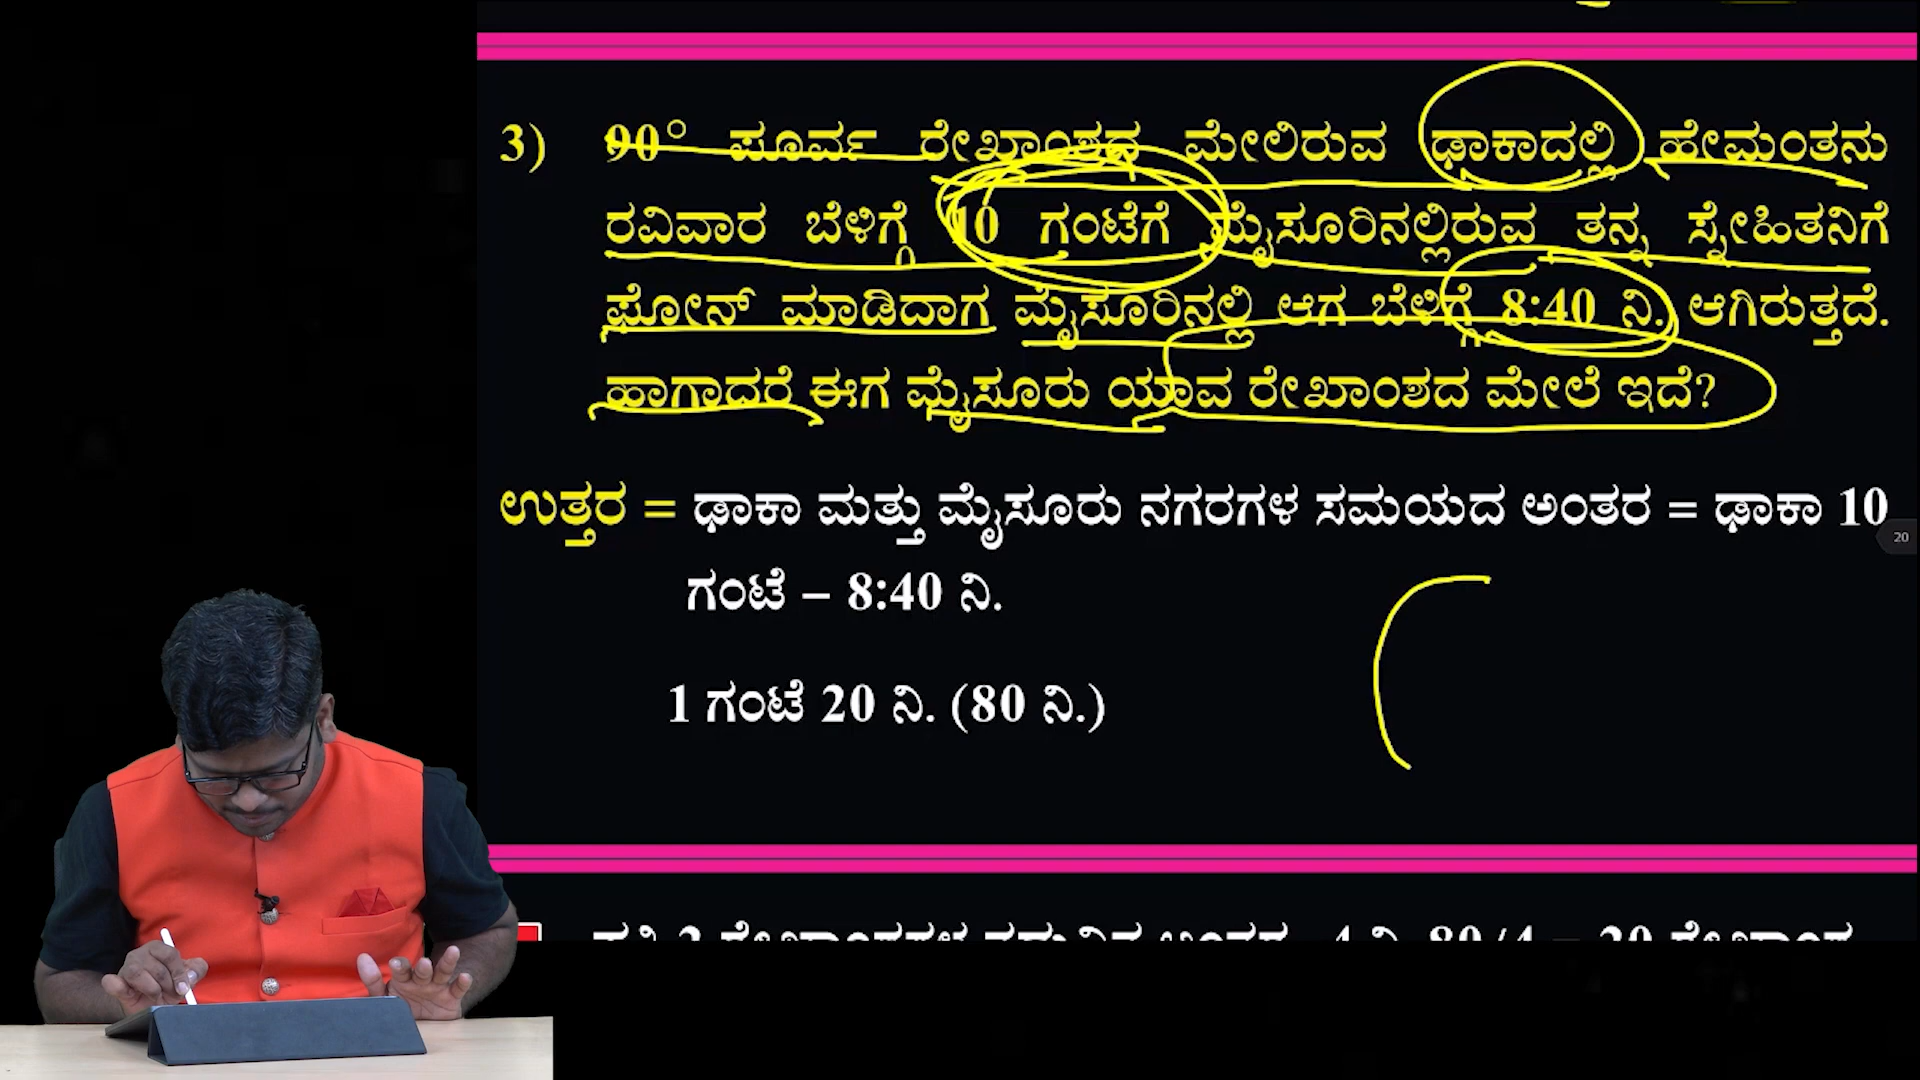 3) 90° ಪೂರ್ವ ರೇಖಾಂಶದ ಮೇಲಿರುವ ಢಾಕಾದಲ್ಲಿ ಹೇಮಂತನು
ರವಿವಾರ ಬೆಳಿಗ್ಗೆ 10 ಗಂಟೆಗೆ ಮೈಸೂರಿನಲ್ಲಿರುವ ತನ್ನ ಸ್ನೇಹಿತನಿಗೆ
ಫೋನ್ ಮಾಡಿದಾಗ ಮೈಸೂರಿನಲ್ಲಿ ಆಗ ಬೆಳಿಗ್ಗೆ 8:40 ನಿ. ಆಗಿರುತ್ತದೆ.
ಹಾಗಾದರೆ ಈಗ ಮೈಸೂರು ಯಾವ ರೇಖಾಂಶದ ಮೇಲೆ ಇದೆ?
ಉತ್ತರ = ಢಾಕಾ ಮತ್ತು ಮೈಸೂರು ನಗರಗಳ ಸಮಯದ ಅಂತರ = ಢಾಕಾ 10
20
ಗಂಟೆ – 8:40 ನಿ.
1 ಗಂಟೆ 20 ನಿ. (80 ನಿ.)